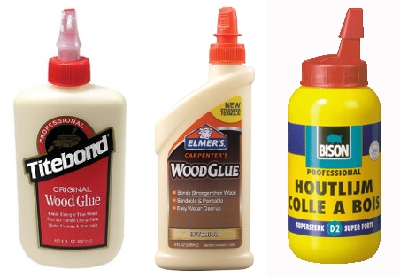 PROFESSIONAL
Titebond
ORIGINAL
Wood Glue
NEW
ELMER'S
CARPENTER'S
WOOD GLUE
Bonds Stronger than Wood
Sandable & Paintable
Easy Water Cleanup
INTERIOR
BISON
PROFESSIONAL
HOUTLIJM
COLLE A BOIS
SUPERSTERK D2 SUPER FORTE